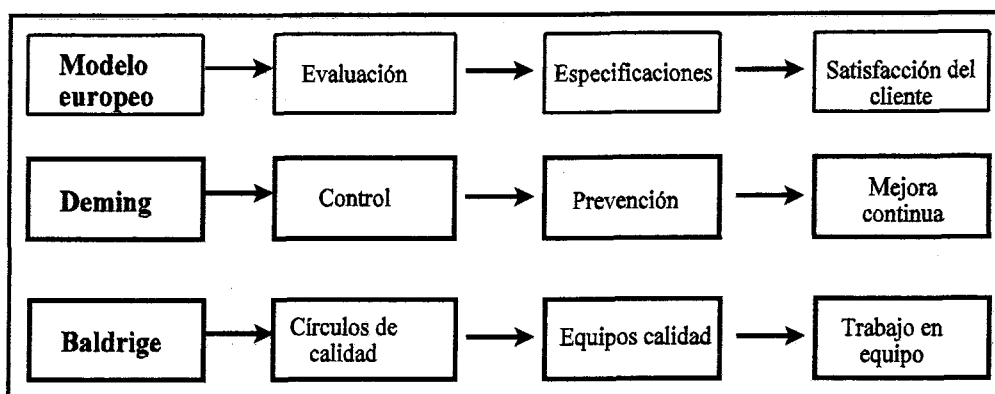 Modelo
europeo
Evaluación
Especificaciones
Satisfacción del
cliente
Deming
Control
Prevención
Mejora
continua
Baldrige
Círculos de
calidad
Equipos calidad
Trabajo en
equipo